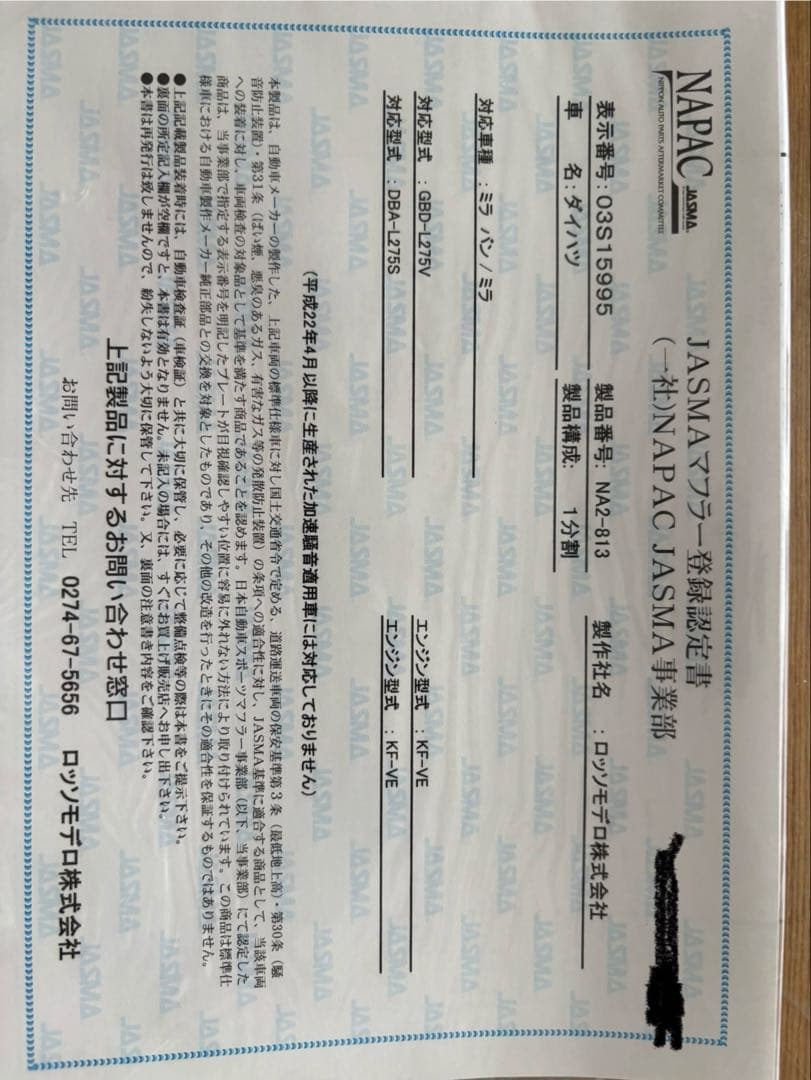 NAPAC JASMA
NIPPON AUTO PARTS AFTERMARKET COMMITTEE
JASMAマフラー登録認定書
(一社)NAPAC JASMA事業部
表示番号:03S15995 製品番号: NA2-813 製作社名 :ロッソモデロ株式会社
車 名:ダイハツ 製品構成: 1分割
対応車種 :ミラ バン/ミラ
対応型式 :GBD-L275V エンジン型式 :KF-VE
対応型式 :DBA-L275S エンジン型式 :KF-VE
(平成22年4月以降に生産された加速騒音適用車には対応しておりません)
本製品は、自動車メーカーの製作した、上記車両の標準仕様車に対し国土交通省令で定める、道路運送車両の保安基準第3条(最低地上高)・第30条(騒
音防止装置)・第31条(ばい煙、悪臭のあるガス、有害なガス等の発散防止装置)の条項への適合性に対し、JASMA基準に適合する商品として、当該車両
への装着に対し、車両検査の対象品として基準を満たす商品であることを認めます。日本自動車スポーツマフラー事業部(以下、当事業部)にて認定した
商品は、当事業部で指定する表示番号を明記したプレートが目視確認しやすい位置に容易に外れない方法により取り付けられています。この商品は標準仕
様車における自動車製作メーカー純正部品との交換を対象としたものであり、その他の改造を行ったときにその適合性を保証するものではありません。
●上記記載製品装着時には、自動車検査証(車検証)と共に大切に保管し、必要に応じて整備点検等の際は本書をご提示下さい。
●裏面の所定記入欄が空欄ですと、本書は有効となりません。未記入の場合には、すぐにお買上げ販売店へお申し出下さい。
●本書は再発行は致しませんので、紛失しないよう大切に保管して下さい。又、裏面の注意書き内容をご確認下さい。
上記製品に対するお問い合わせ窓口
お問い合わせ先 TEL 0274-67-5656 ロッソモデロ株式会社